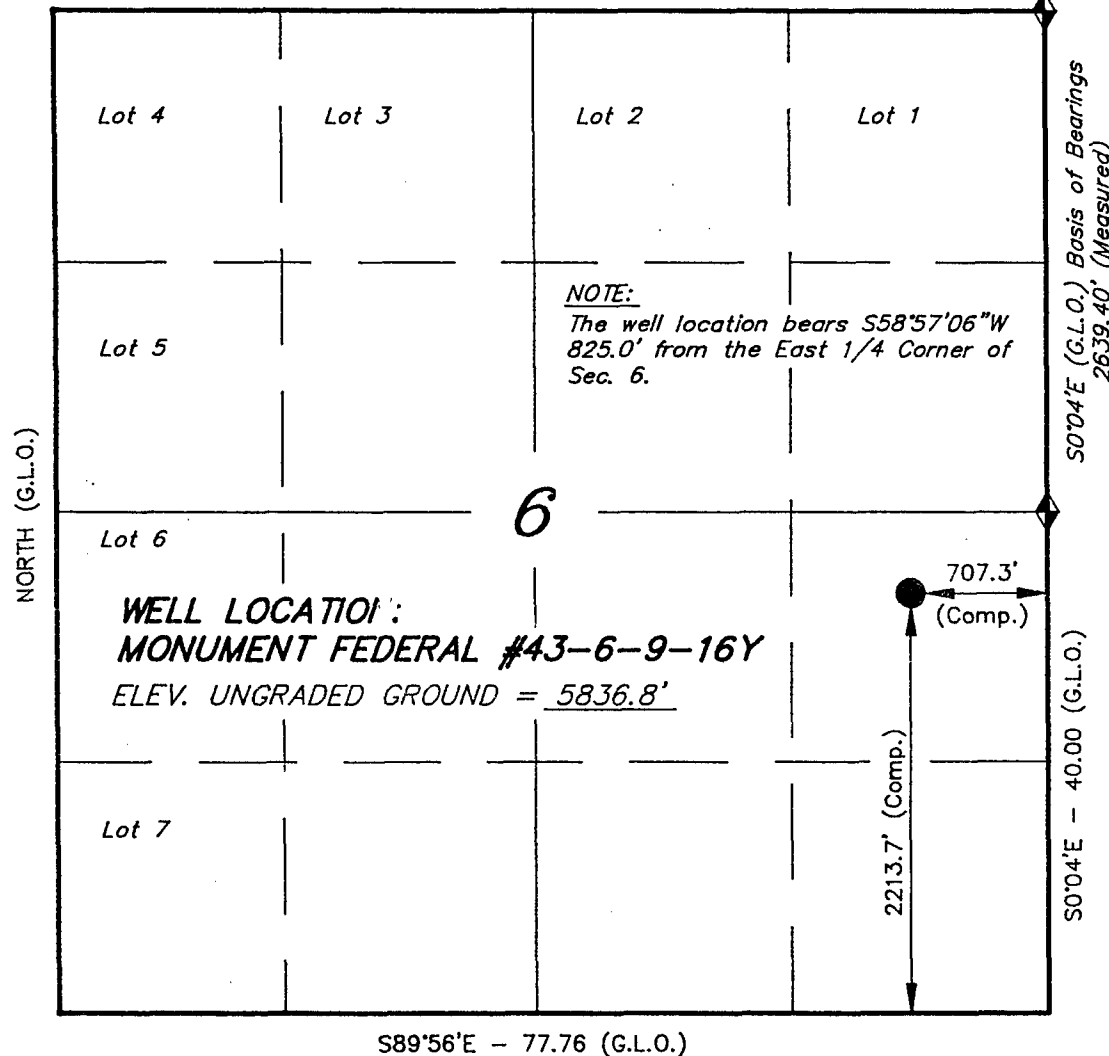 Lot 4
Lot 3
Lot 2
Lot 1
S0°04'E (G.L.O.) Basis of Bearings
2639.40' (Measured)
NOTE:
The well location bears S58°57'06"W
825.0' from the East 1/4 Corner of
Sec. 6.
Lot 5
NORTH (G.L.O.)
6
Lot 6
707.3'
(Comp.)
WELL LOCATION:
MONUMENT FEDERAL #43-6-9-16Y
ELEV. UNGRADED GROUND = 5836.8'
2213.7' (Comp.)
S0°04'E - 40.00 (G.L.O.)
Lot 7
S89°56'E - 77.76 (G.L.O.)